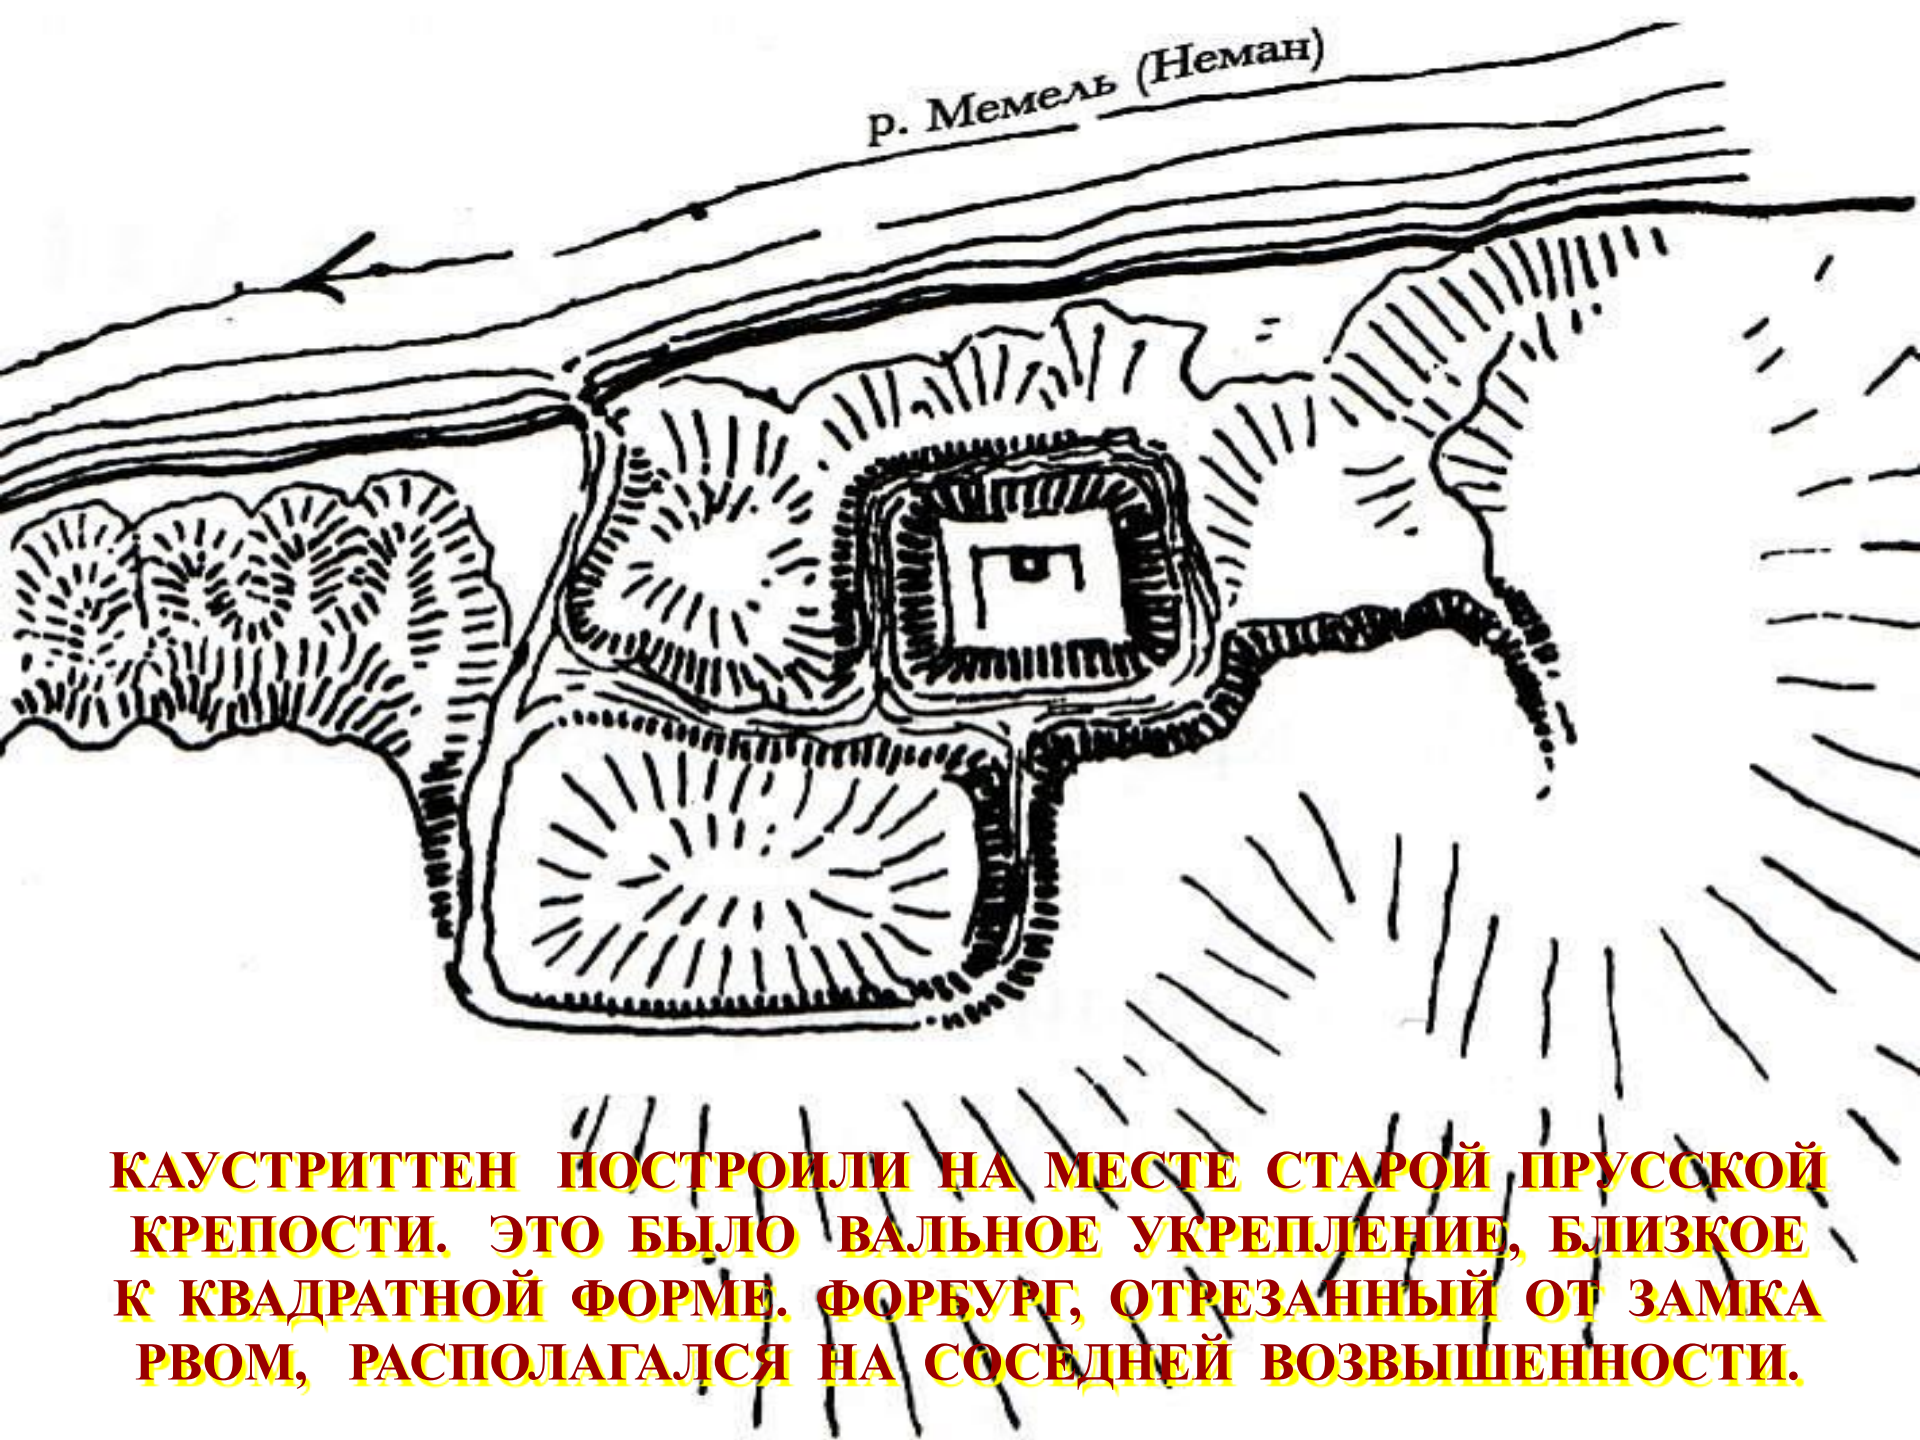 р. Мемель (Неман)
КАУСТРИТТЕН ПОСТРОИЛИ НА МЕСТЕ СТАРОЙ ПРУССКОЙ
КРЕПОСТИ. ЭТО БЫЛО ВАЛЬНОЕ УКРЕПЛЕНИЕ, БЛИЗКОЕ
К КВАДРАТНОЙ ФОРМЕ. ФОРБУРГ, ОТРЕЗАННЫЙ ОТ ЗАМКА
РВОМ, РАСПОЛАГАЛСЯ НА СОСЕДНЕЙ ВОЗВЫШЕННОСТИ.